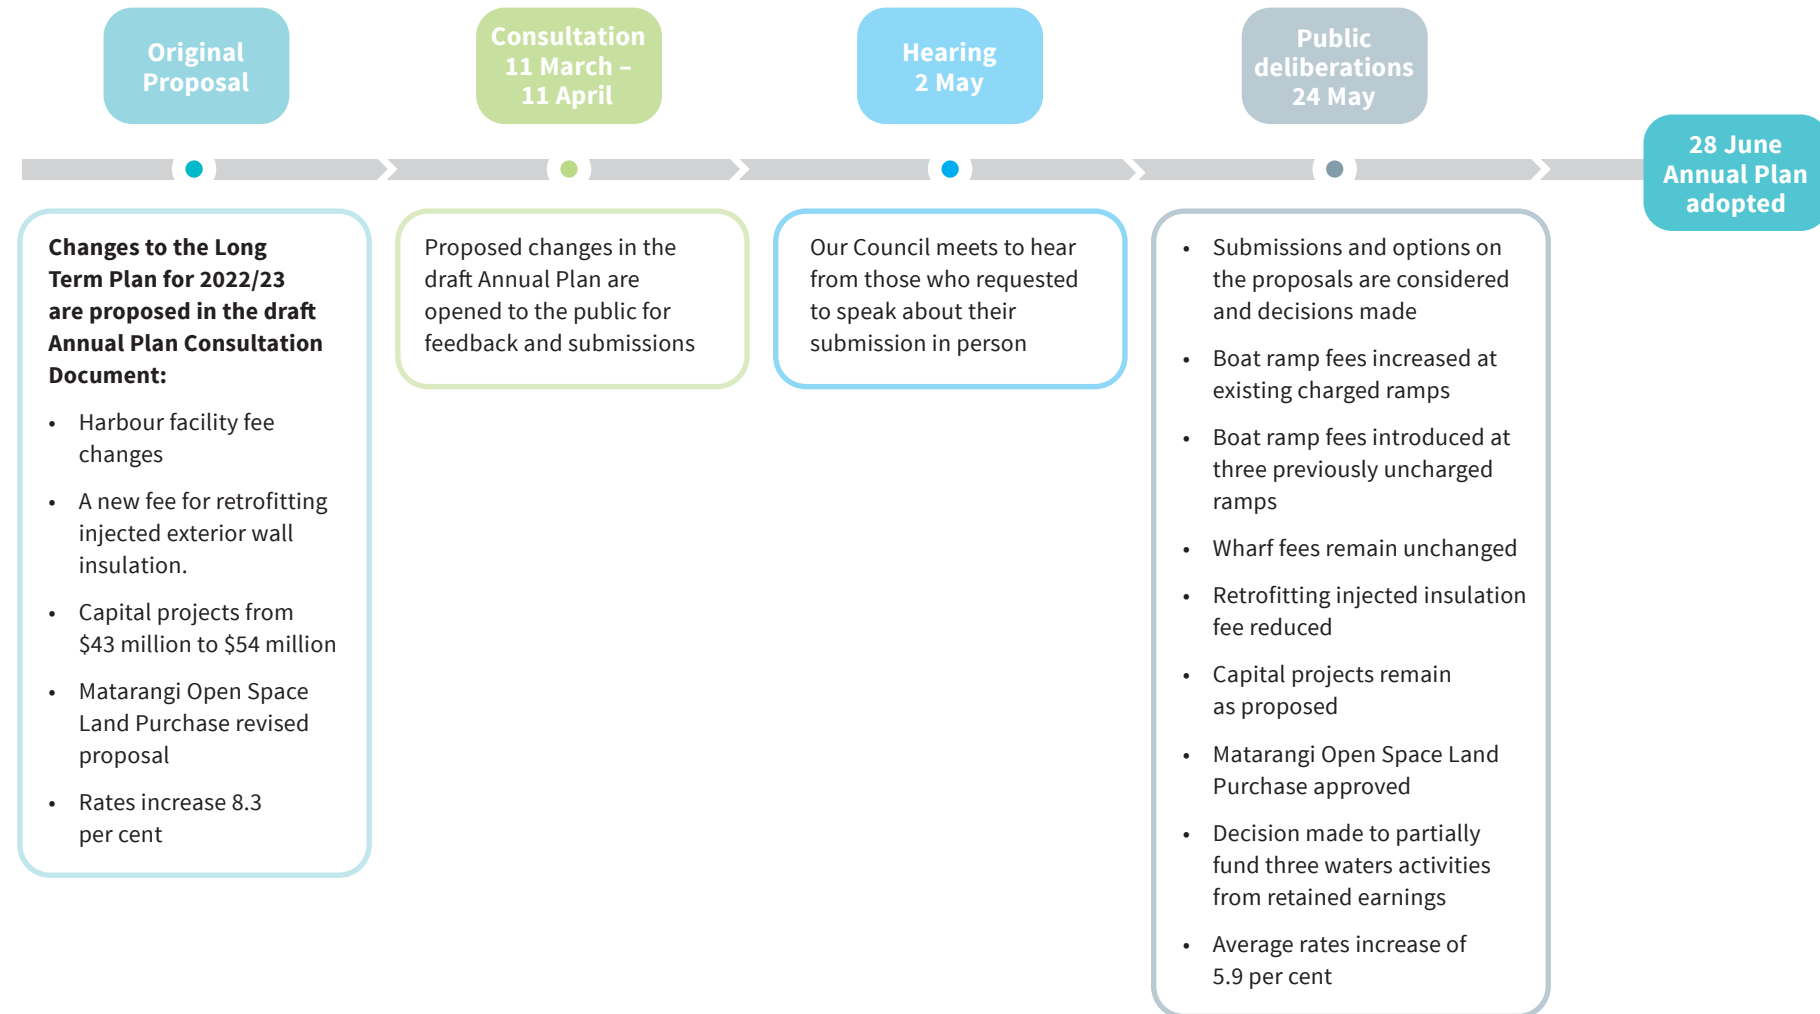 Original
Proposal
Consultation
11 March –
11 April
Hearing
2 May
Public
deliberations
24 May
28 June
Annual Plan
adopted
Changes to the Long
Term Plan for 2022/23
are proposed in the draft
Annual Plan Consultation
Document:
• Harbour facility fee
changes
• A new fee for retrofitting
injected exterior wall
insulation.
• Capital projects from
$43 million to $54 million
• Matarangi Open Space
Land Purchase revised
proposal
• Rates increase 8.3
per cent
Proposed changes in the
draft Annual Plan are
opened to the public for
feedback and submissions
Our Council meets to hear
from those who requested
to speak about their
submission in person
• Submissions and options on
the proposals are considered
and decisions made
• Boat ramp fees increased at
existing charged ramps
• Boat ramp fees introduced at
three previously uncharged
ramps
• Wharf fees remain unchanged
• Retrofitting injected insulation
fee reduced
• Capital projects remain
as proposed
• Matarangi Open Space Land
Purchase approved
• Decision made to partially
fund three waters activities
from retained earnings
• Average rates increase of
5.9 per cent